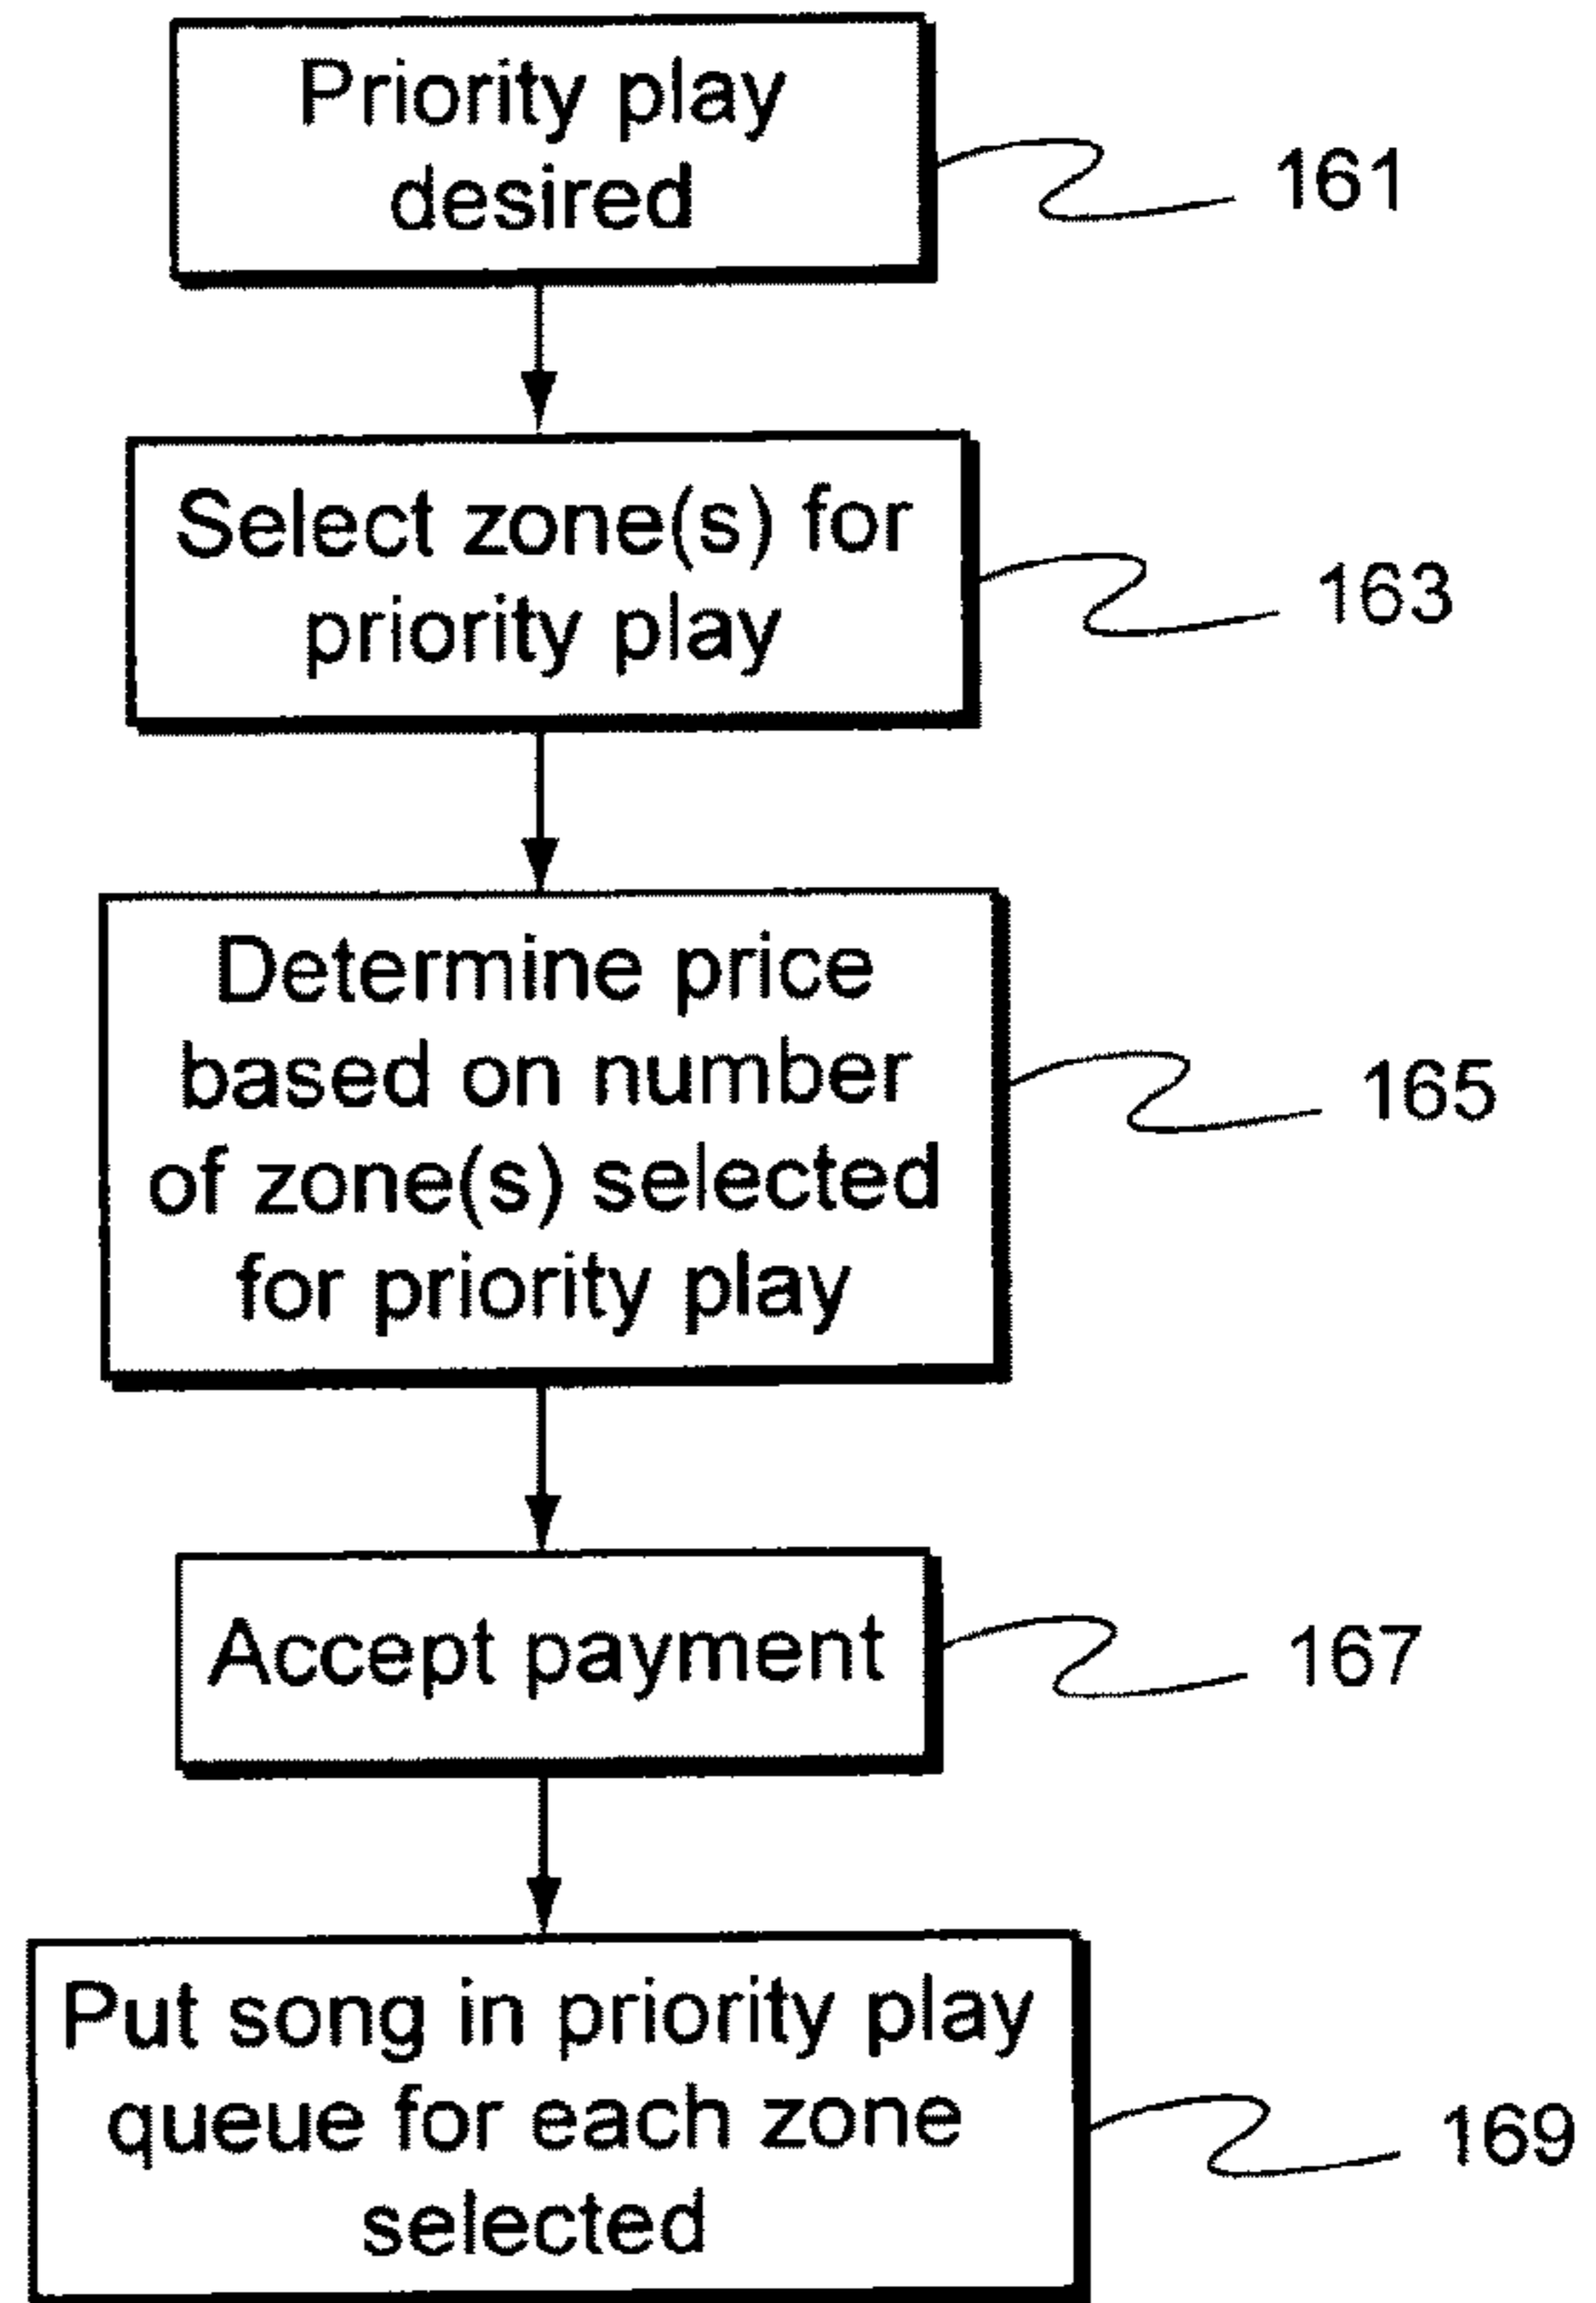 Priority play
desired
161
Select zone(s) for
priority play
163
Determine price
based on number
of zone(s) selected
for priority play
165
Accept payment
167
Put song in priority play
queue for each zone
selected
169